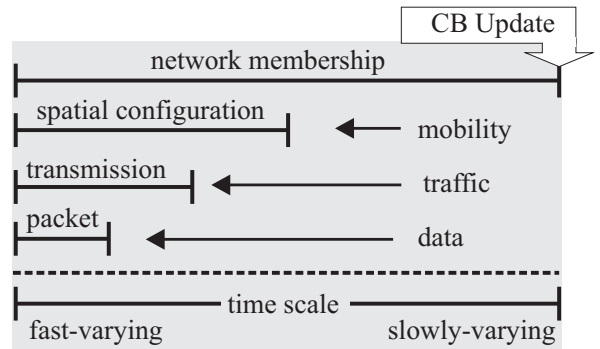 CB Update
network membership
spatial configuration
mobility
transmission
traffic
packet
data
time scale
fast-varying
slowly-varying